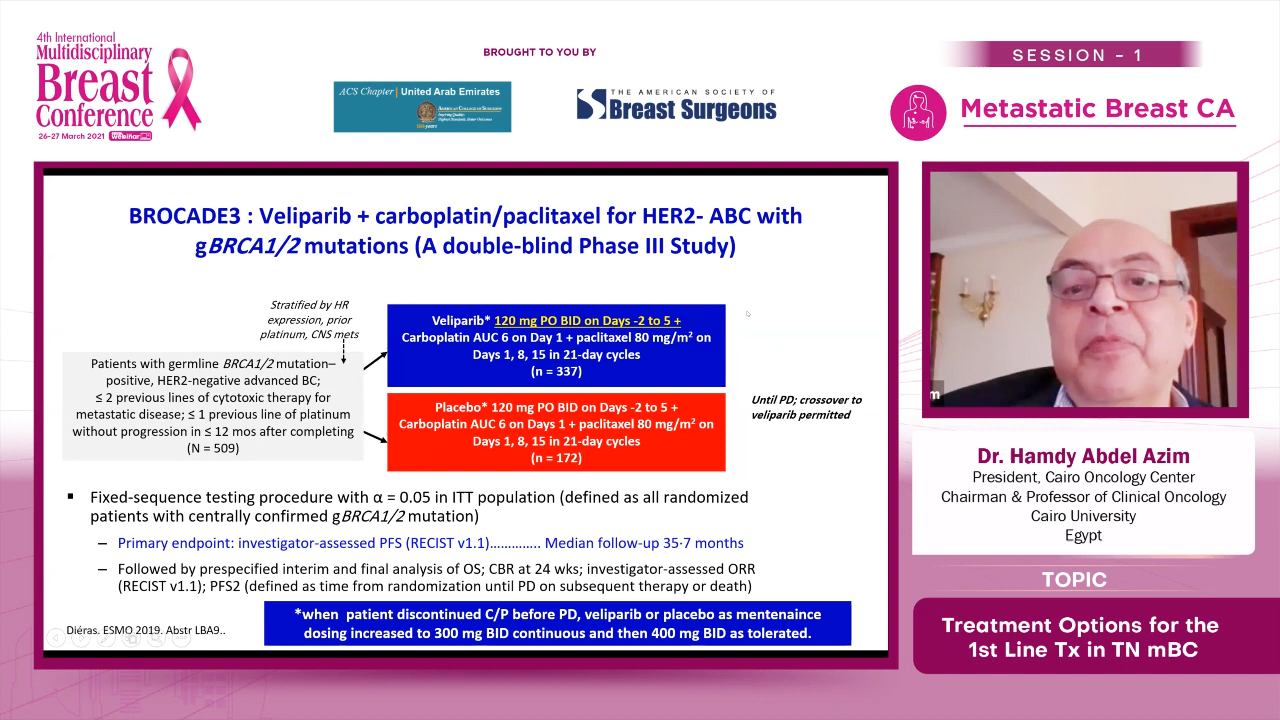 4th International
Multidisciplinary
Breast
Conference
26-27 March 2021 Webinar
BROUGHT TO YOU BY
ACS Chapter | United Arab Emirates
AMERICAN COLLEGE OF SURGEONS
Inspiring Quality:
Highest Standards, Better Outcomes
100+years
THE AMERICAN SOCIETY OF
Breast Surgeons
SESSION - 1
Metastatic Breast CA
BROCADE3 : Veliparib + carboplatin/paclitaxel for HER2- ABC with
gBRCA1/2 mutations (A double-blind Phase III Study)
Stratified by HR
expression, prior
platinum, CNS mets
Patients with germline BRCA1/2 mutation–
positive, HER2-negative advanced BC;
≤ 2 previous lines of cytotoxic therapy for
metastatic disease; ≤ 1 previous line of platinum
without progression in ≤ 12 mos after completing
(N = 509)
Veliparib* 120 mg PO BID on Days -2 to 5 +
Carboplatin AUC 6 on Day 1 + paclitaxel 80 mg/m² on
Days 1, 8, 15 in 21-day cycles
(n = 337)
Placebo* 120 mg PO BID on Days -2 to 5 +
Carboplatin AUC 6 on Day 1 + paclitaxel 80 mg/m² on
Days 1, 8, 15 in 21-day cycles
(n = 172)
Until PD; crossover to
veliparib permitted
▪ Fixed-sequence testing procedure with α = 0.05 in ITT population (defined as all randomized
patients with centrally confirmed gBRCA1/2 mutation)
– Primary endpoint: investigator-assessed PFS (RECIST v1.1)………….. Median follow-up 35·7 months
– Followed by prespecified interim and final analysis of OS; CBR at 24 wks; investigator-assessed ORR
(RECIST v1.1); PFS2 (defined as time from randomization until PD on subsequent therapy or death)
*when patient discontinued C/P before PD, veliparib or placebo as mentenaince
dosing increased to 300 mg BID continuous and then 400 mg BID as tolerated.
Diéras. ESMO 2019. Abstr LBA9..
m
Dr. Hamdy Abdel Azim
President, Cairo Oncology Center
Chairman & Professor of Clinical Oncology
Cairo University
Egypt
TOPIC
Treatment Options for the
1st Line Tx in TN mBC